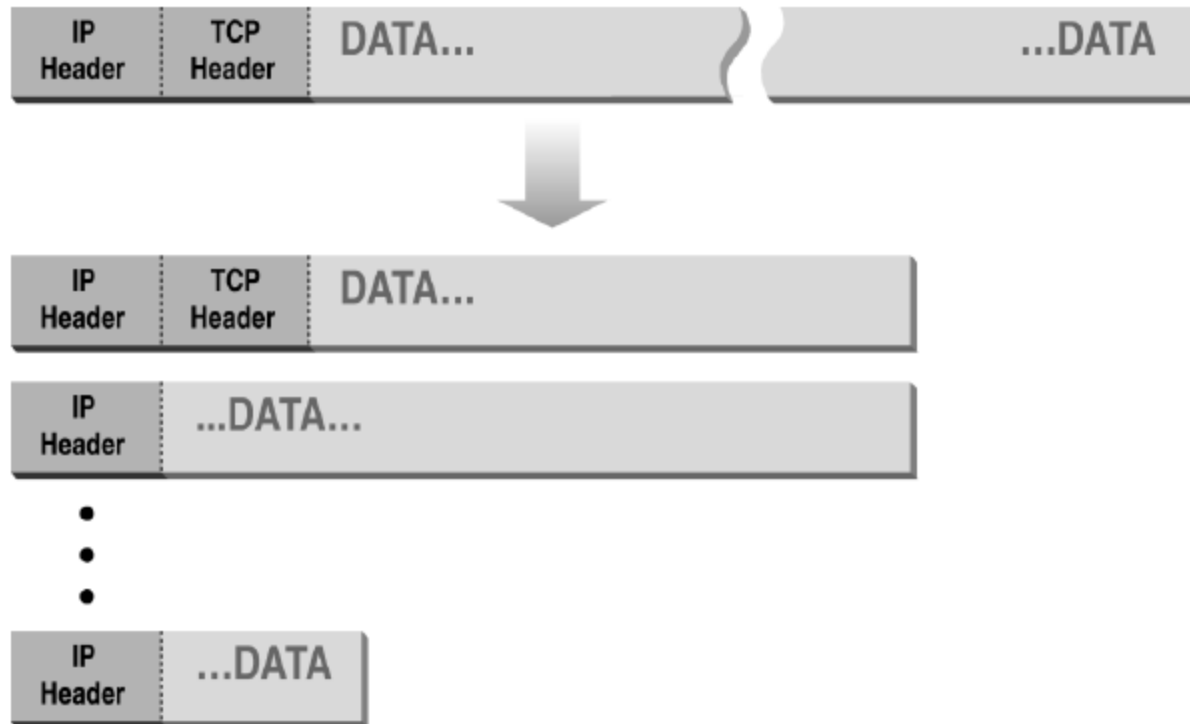 IP Header TCP Header DATA... ...DATA
IP Header TCP Header DATA...
IP Header ...DATA...
IP Header ...DATA